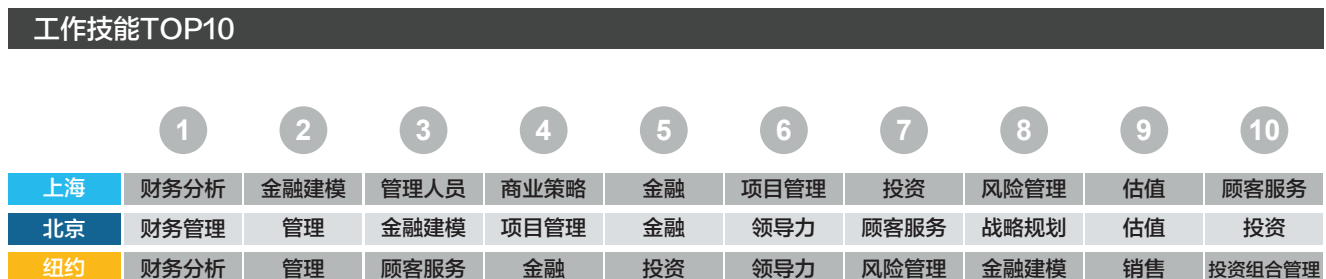 工作技能TOP10
1 2 3 4 5 6 7 8 9 10
上海 财务分析 金融建模 管理人员 商业策略 金融 项目管理 投资 风险管理 估值 顾客服务
北京 财务管理 管理 金融建模 项目管理 金融 领导力 顾客服务 战略规划 估值 投资
纽约 财务分析 管理 顾客服务 金融 投资 领导力 风险管理 金融建模 销售 投资组合管理